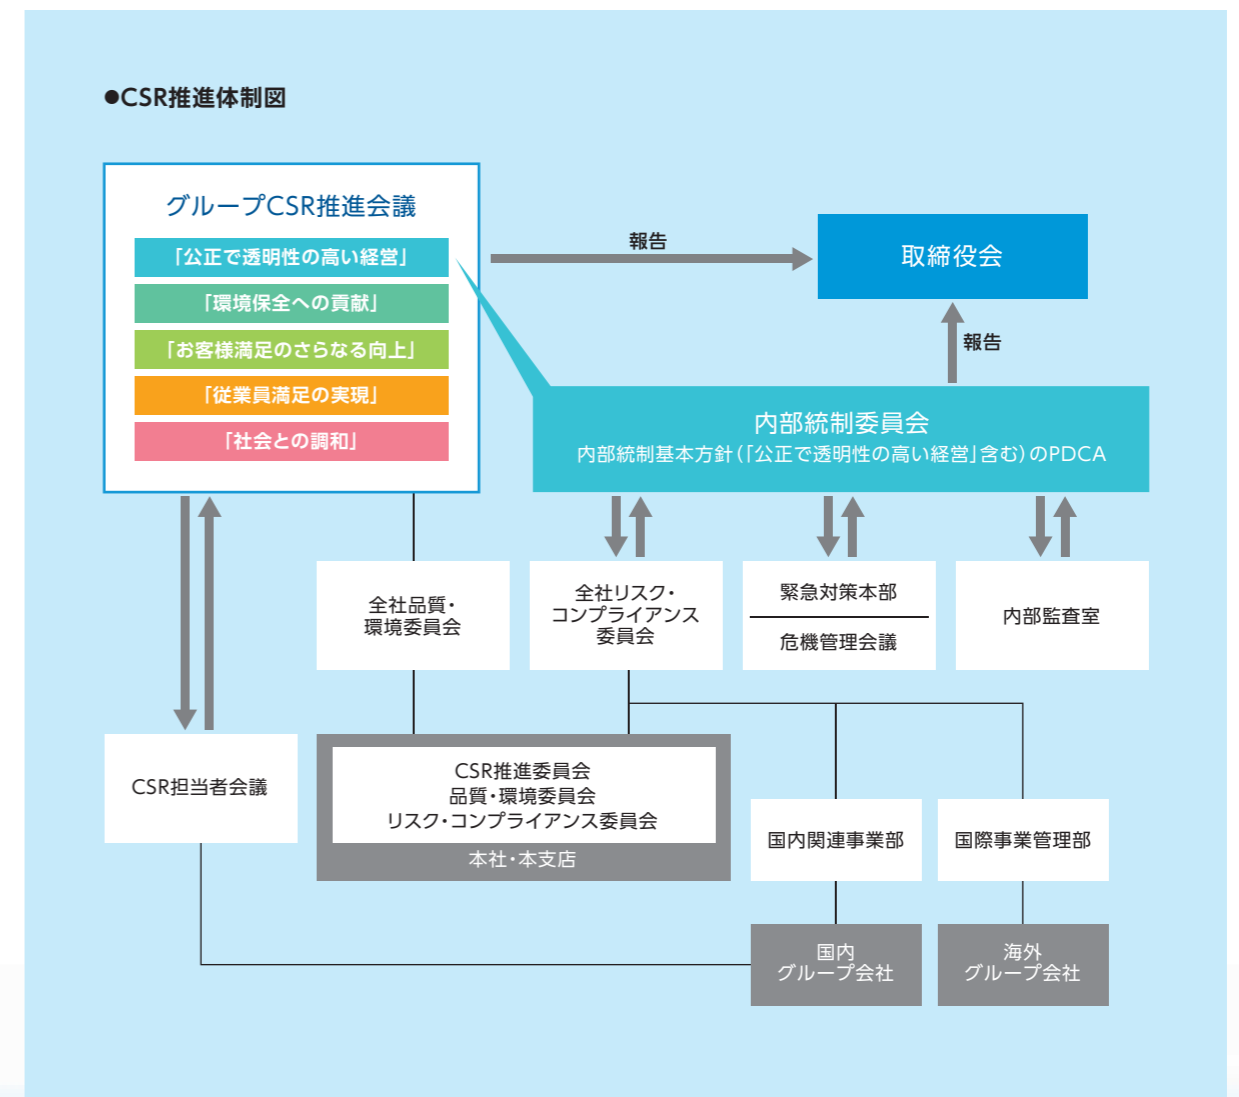 ●CSR推進体制図
グループCSR推進会議
「公正で透明性の高い経営」
「環境保全への貢献」
「お客様満足のさらなる向上」
「従業員満足の実現」
「社会との調和」
報告
取締役会
報告
内部統制委員会
内部統制基本方針(「公正で透明性の高い経営」含む)のPDCA
全社品質・
環境委員会
全社リスク・
コンプライアンス
委員会
緊急対策本部
危機管理会議
内部監査室
CSR担当者会議
CSR推進委員会
品質・環境委員会
リスク・コンプライアンス委員会
本社・本支店
国内関連事業部
国際事業管理部
国内
グループ会社
海外
グループ会社